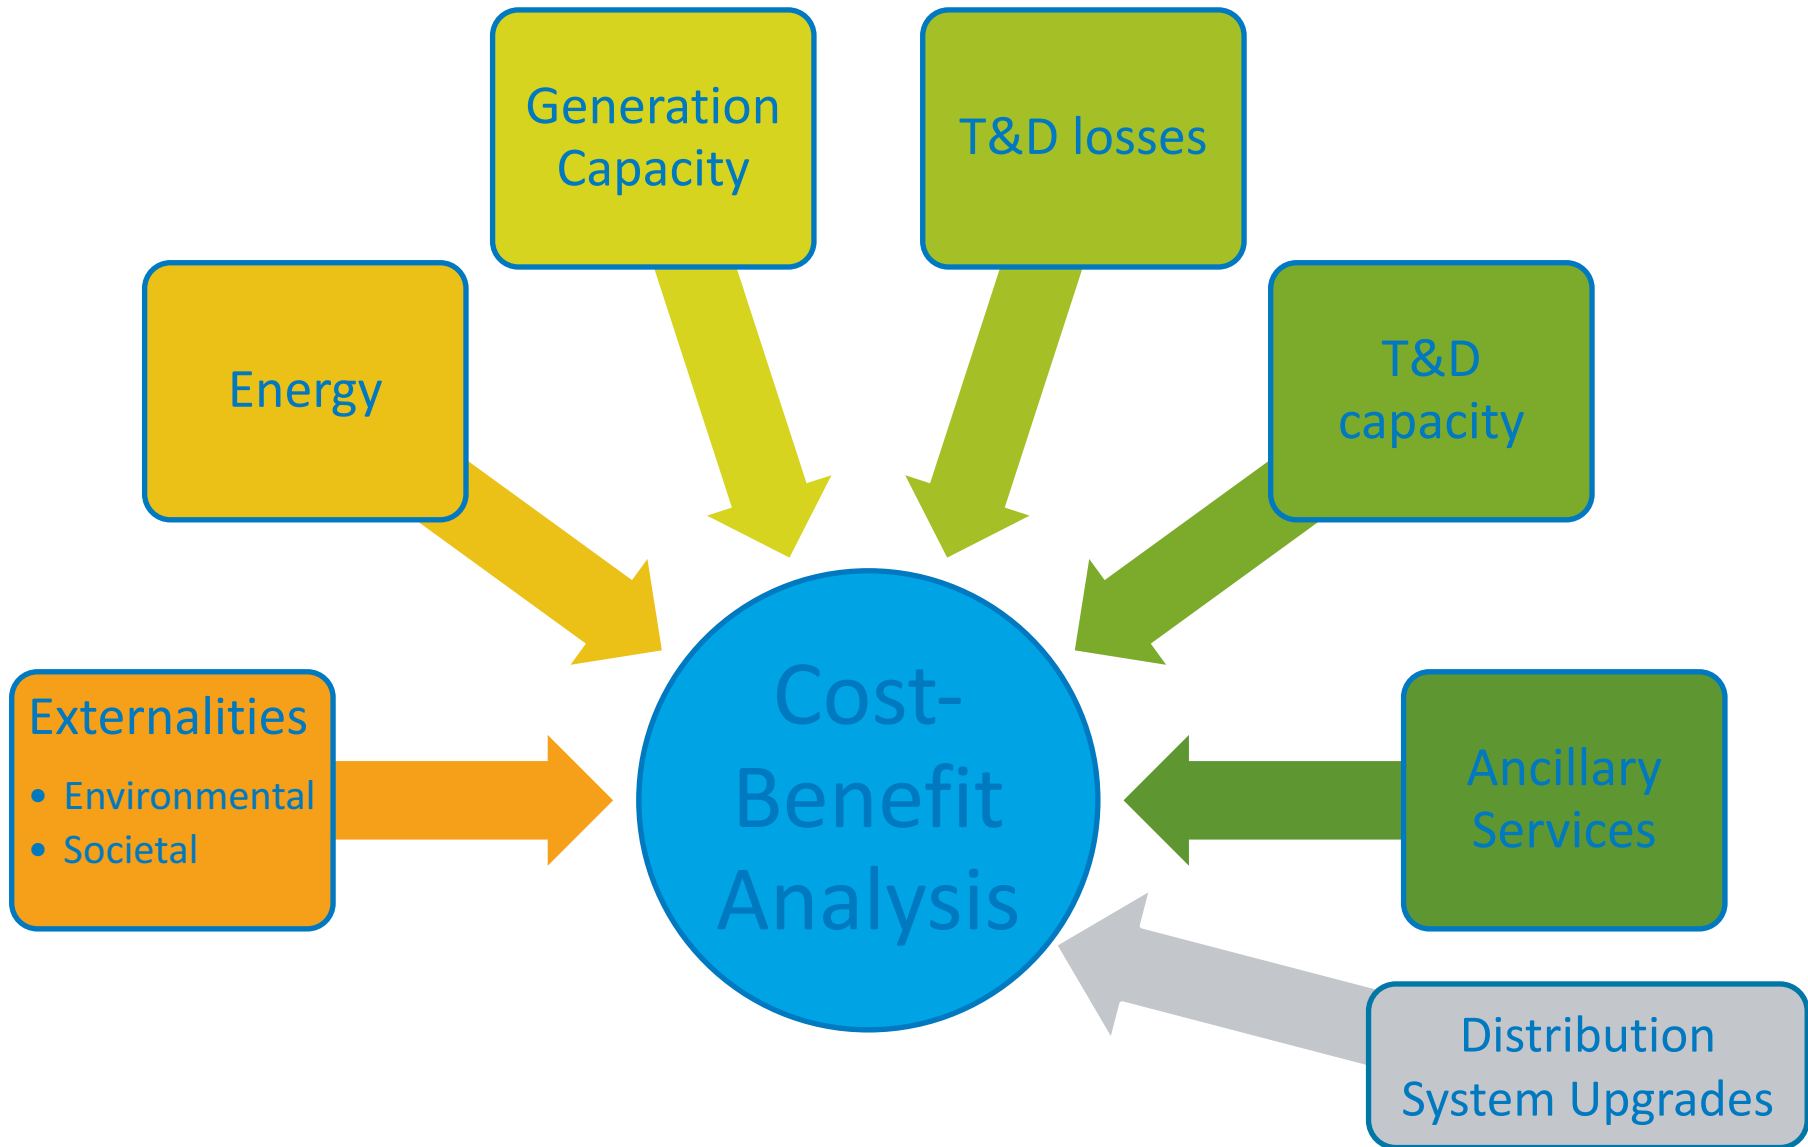 Generation
Capacity
T&D losses
Energy
T&D
capacity
Externalities
• Environmental
• Societal
Cost-
Benefit
Analysis
Ancillary
Services
Distribution
System Upgrades